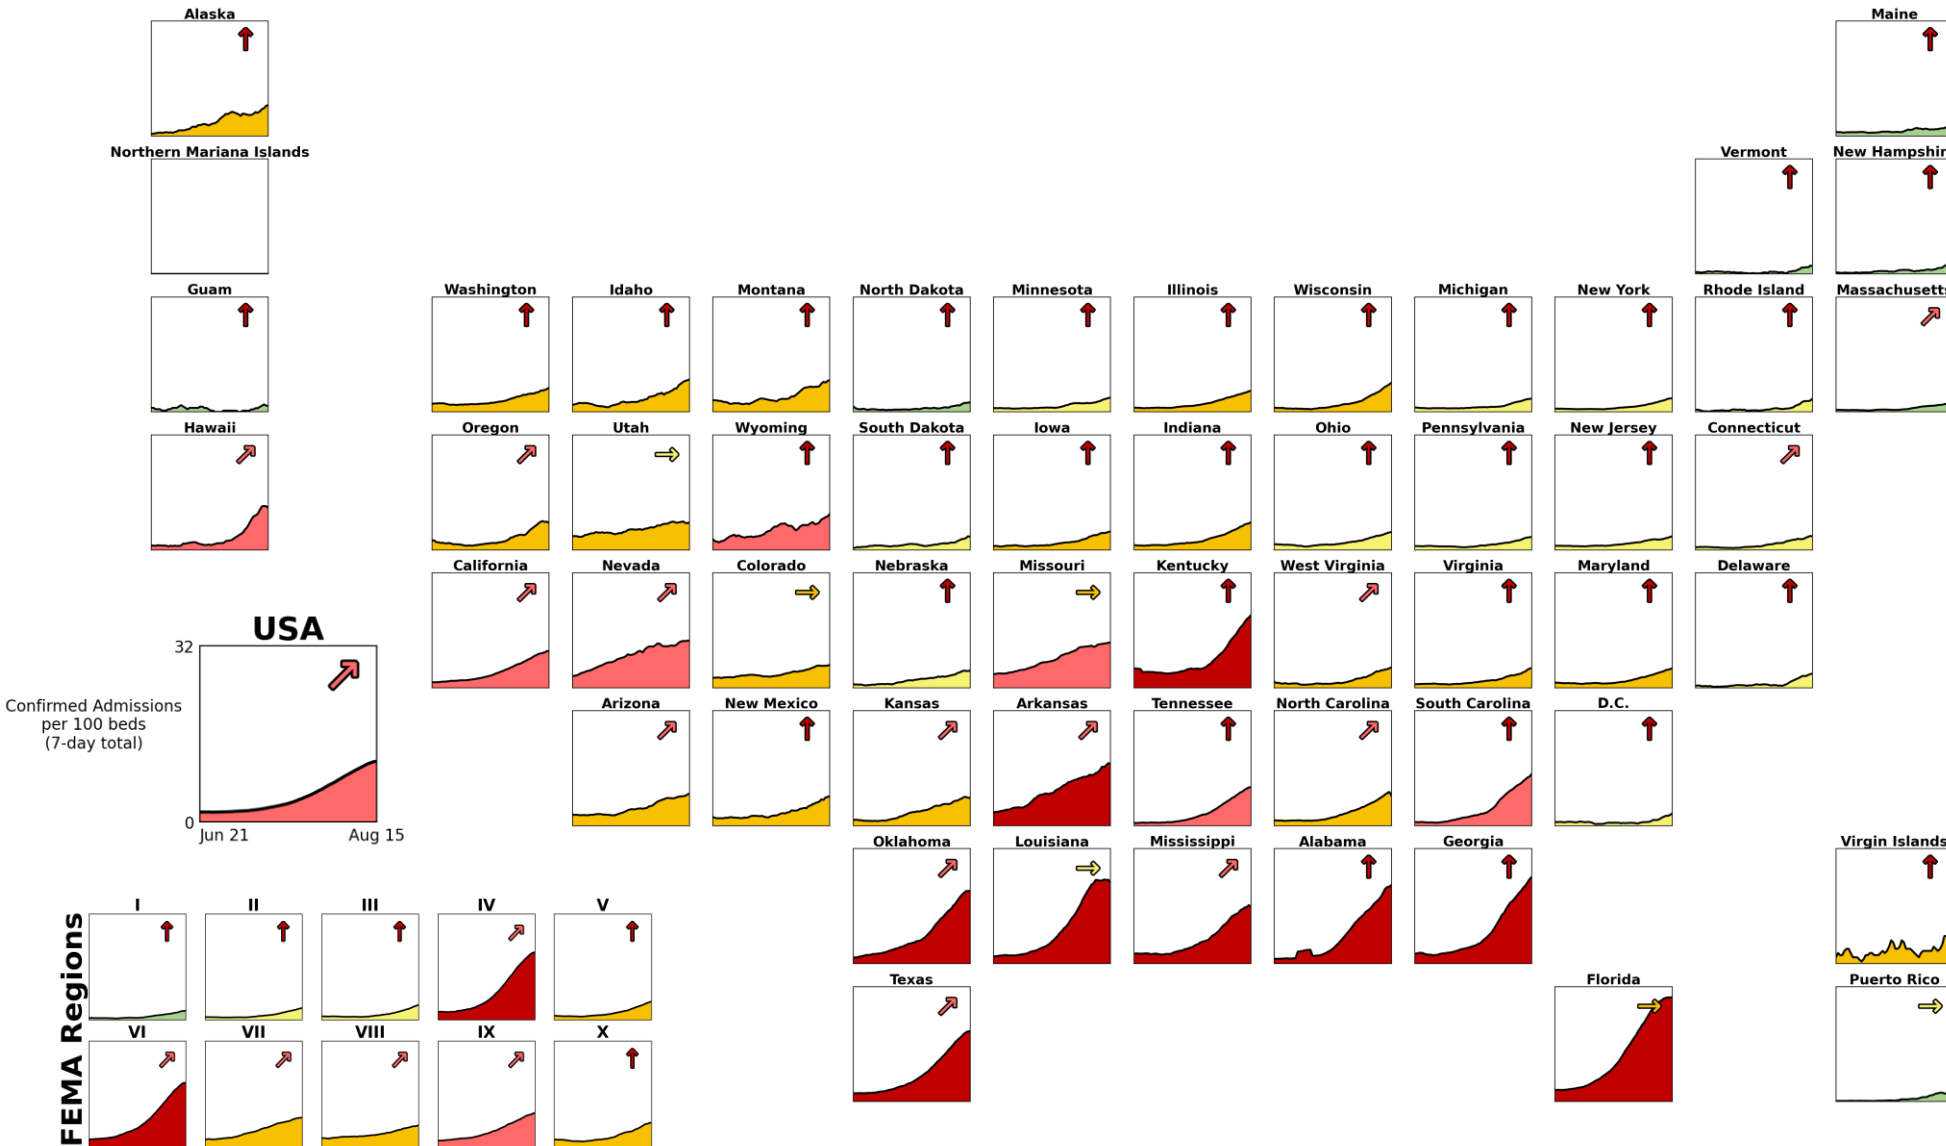 Alaska
Maine
Northern Mariana Islands
Vermont
New Hampshir
Guam
Washington
Idaho
Montana
North Dakota
Minnesota
Illinois
Wisconsin
Michigan
New York
Rhode Island
Massachusetts
Hawaii
Oregon
Utah
Wyoming
South Dakota
Iowa
Indiana
Ohio
Pennsylvania
New Jersey
Connecticut
California
Nevada
Colorado
Nebraska
Missouri
Kentucky
West Virginia
Virginia
Maryland
Delaware
USA
32
Confirmed Admissions
per 100 beds
(7-day total)
0
Jun 21
Aug 15
Arizona
New Mexico
Kansas
Arkansas
Tennessee
North Carolina
South Carolina
D.C.
Oklahoma
Louisiana
Mississippi
Alabama
Georgia
Virgin Islands
Texas
Florida
Puerto Rico
FEMA Regions
I
II
III
IV
V
VI
VII
VIII
IX
X